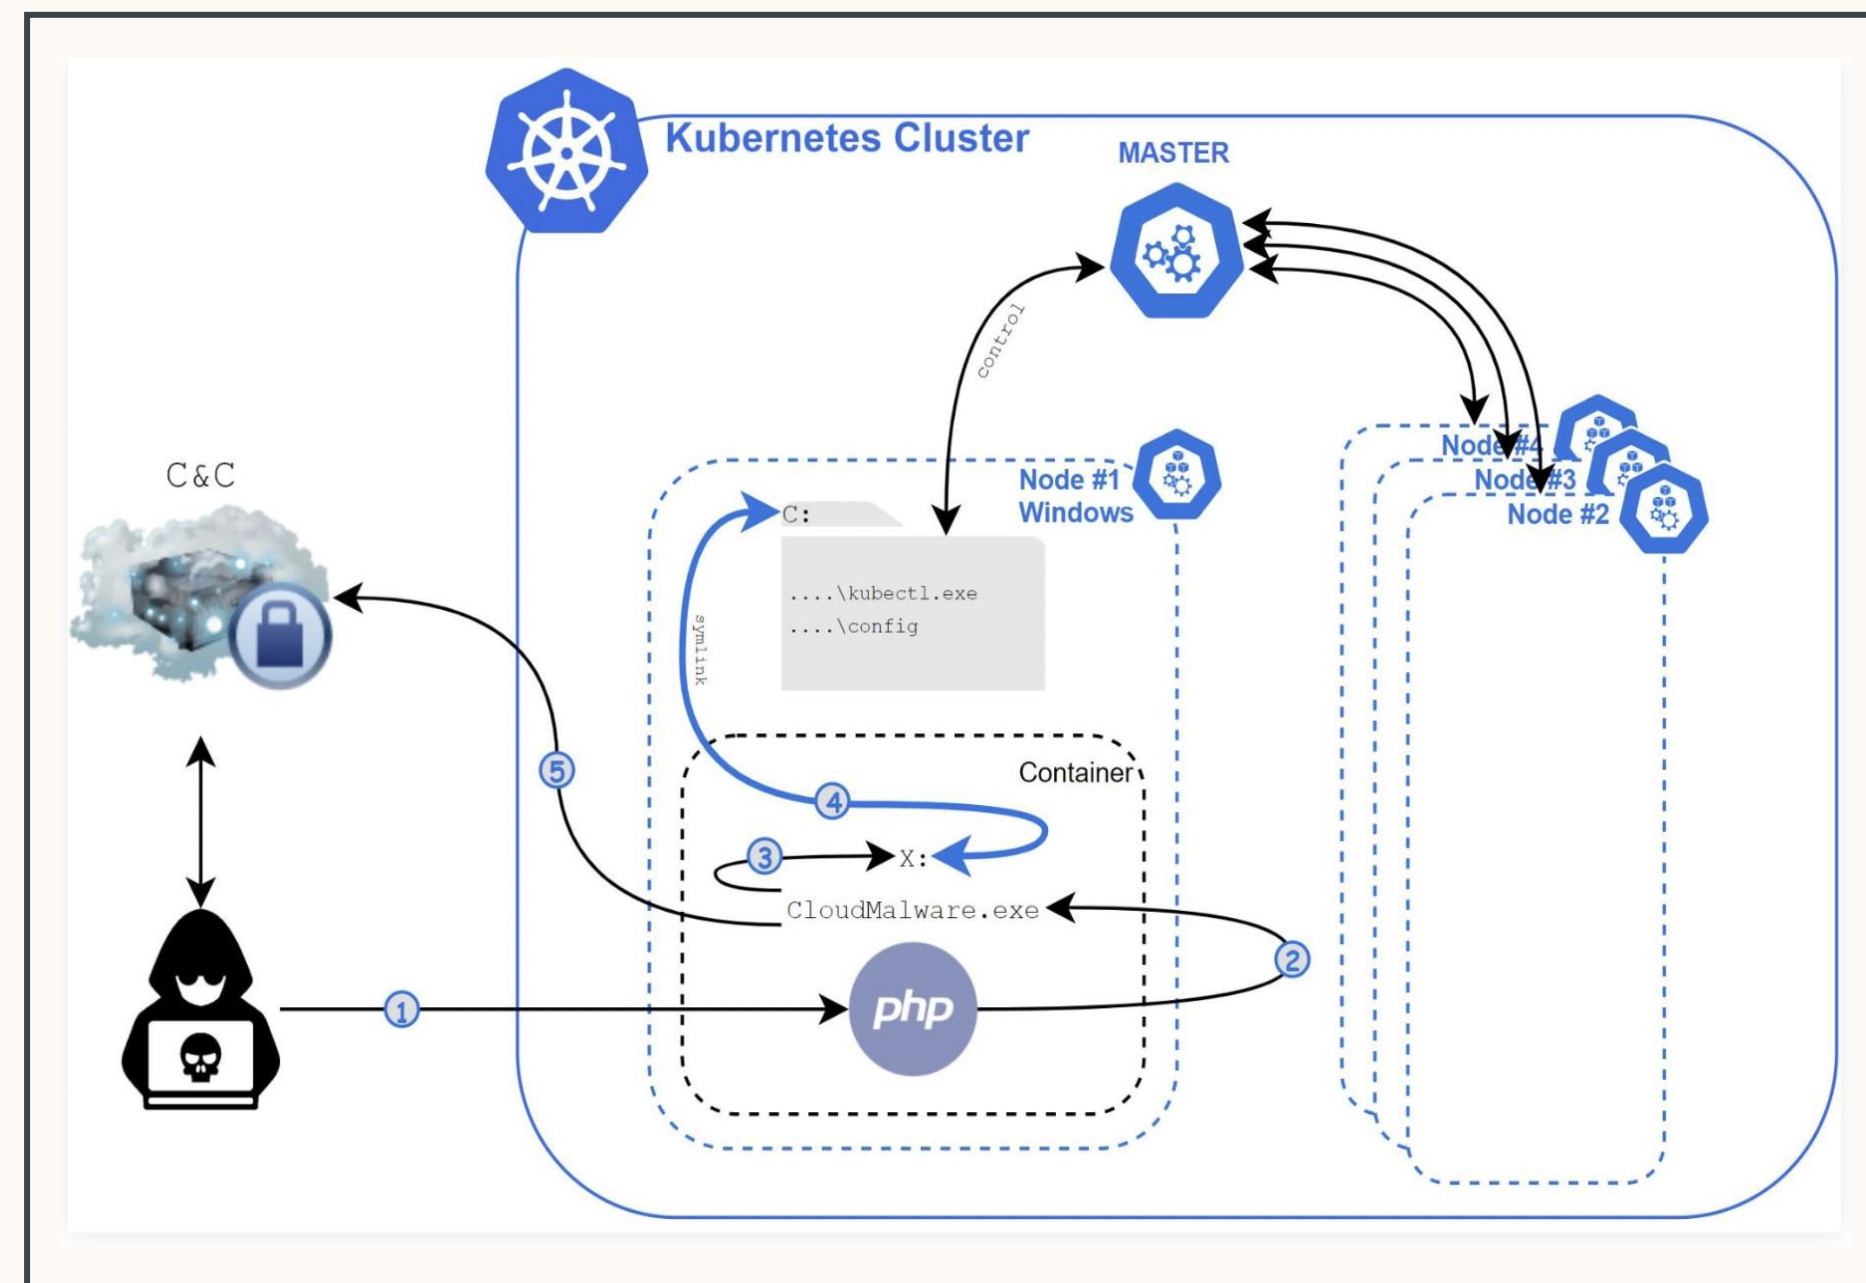 Kubernetes Cluster
MASTER
control
C&C
Node #4
Node #3
Node #2
Node #1
Windows
C:
....\kubectl.exe
....\config
symlink
Container
5
4
3
X:
CloudMalware.exe
2
1
php